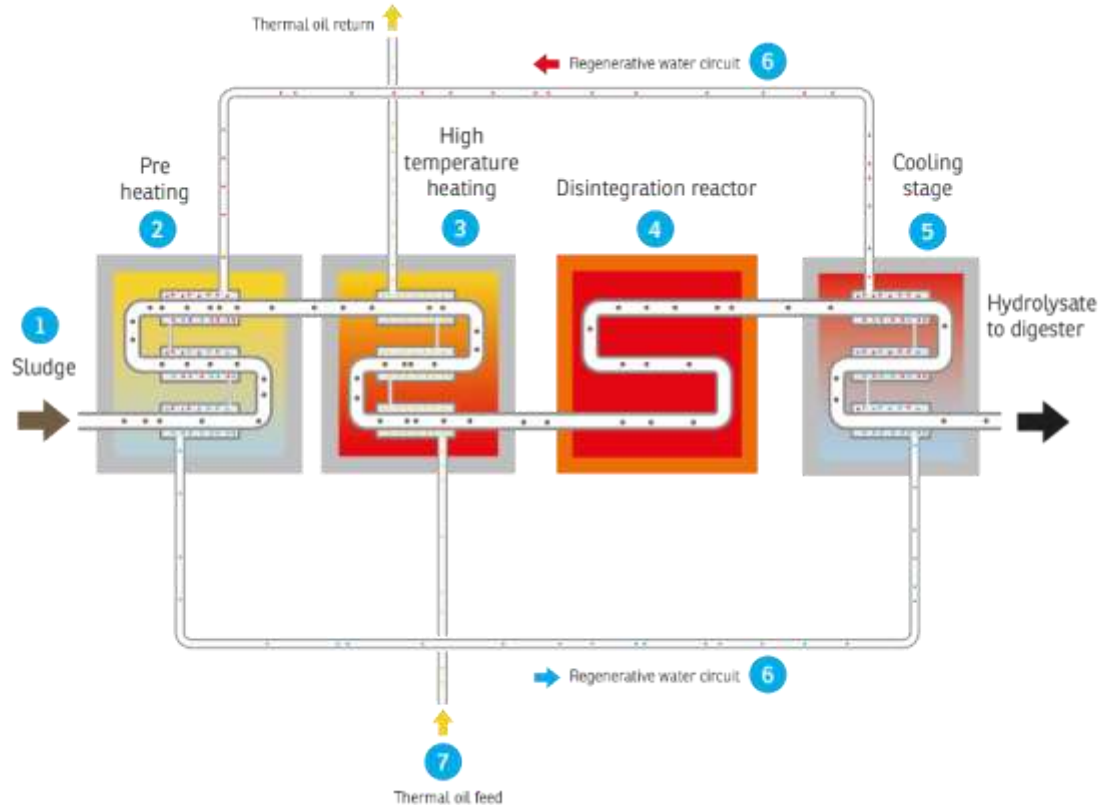 Thermal oil return
Regenerative water circuit 6
High
temperature
heating
3
Pre
heating
2
Disintegration reactor
4
Cooling
stage
5
1
Sludge
Hydrolysate
to digester
Regenerative water circuit 6
7
Thermal oil feed